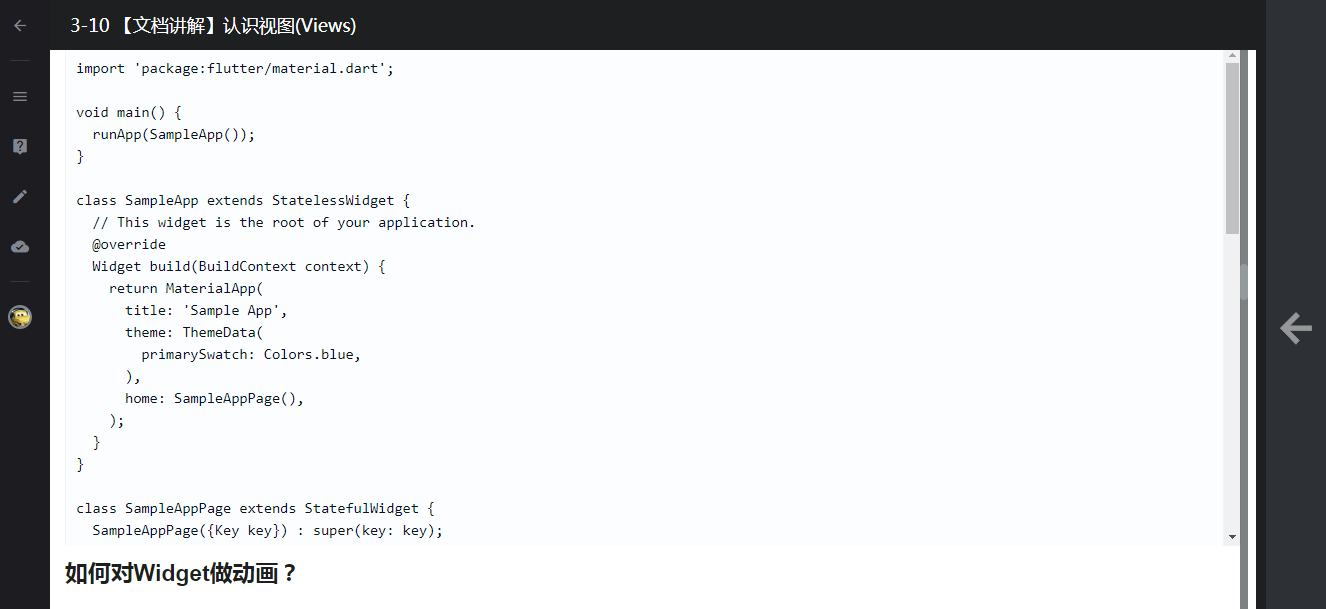 3-10 【文档讲解】认识视图(Views)
import 'package:flutter/material.dart';
void main() {
  runApp(SampleApp());
}
class SampleApp extends StatelessWidget {
  // This widget is the root of your application.
  @override
  Widget build(BuildContext context) {
    return MaterialApp(
      title: 'Sample App',
      theme: ThemeData(
        primarySwatch: Colors.blue,
      ),
      home: SampleAppPage(),
    );
  }
}
class SampleAppPage extends StatefulWidget {
  SampleAppPage({Key key}) : super(key: key);
如何对Widget做动画？